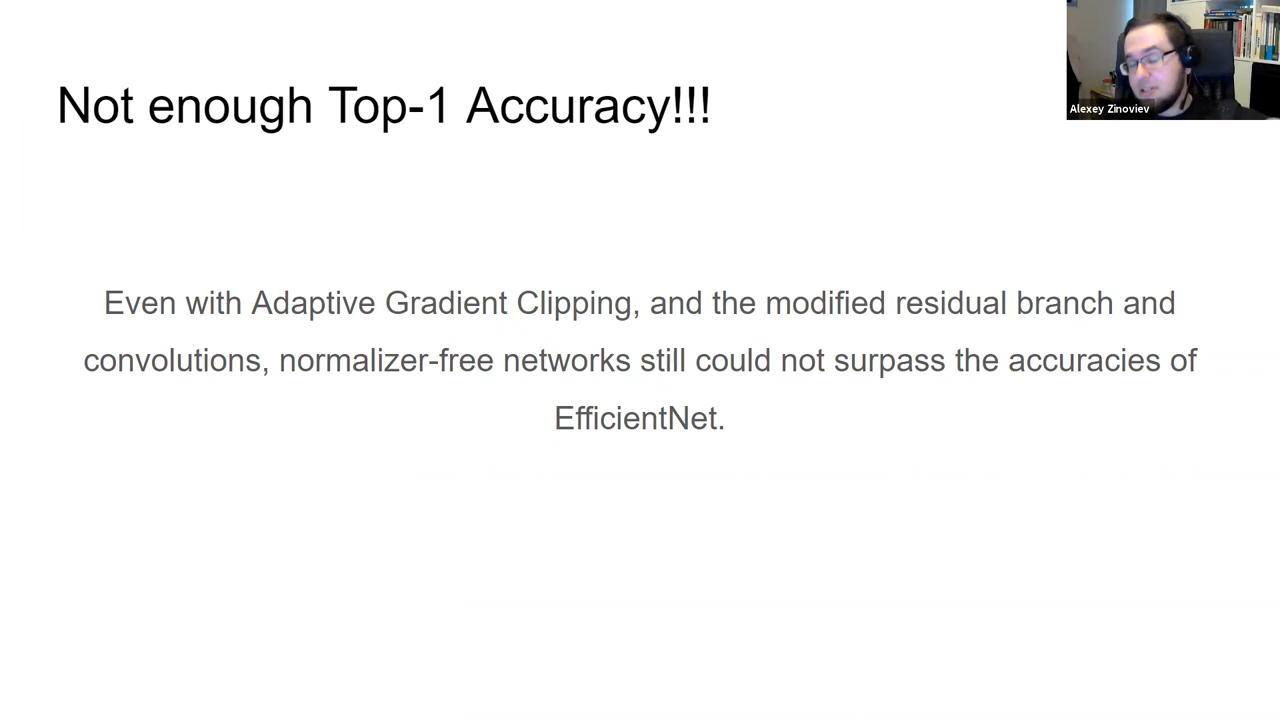 Not enough Top-1 Accuracy!!!
Alexey Zinoviev
Even with Adaptive Gradient Clipping, and the modified residual branch and
convolutions, normalizer-free networks still could not surpass the accuracies of
EfficientNet.